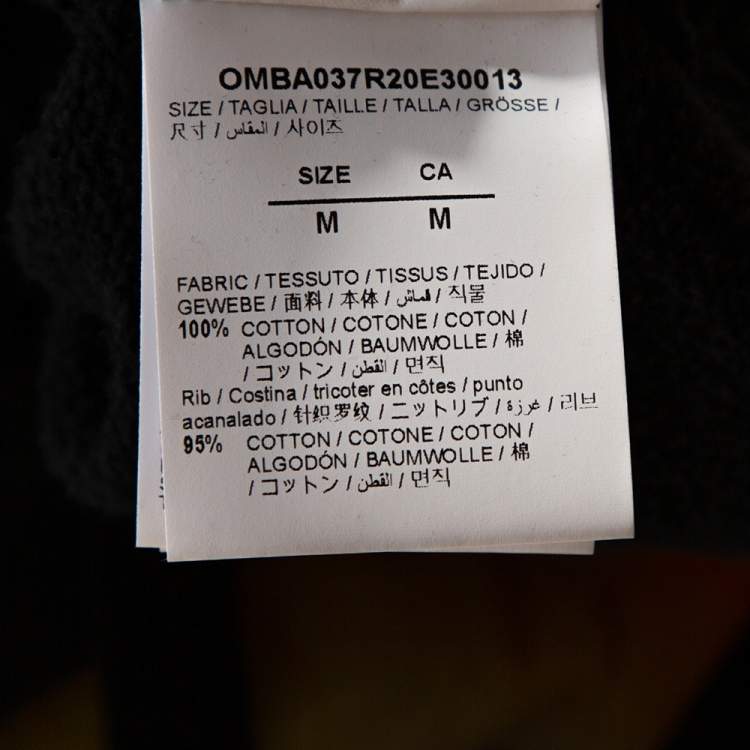 OMBA037R20E30013
SIZE / TAGLIA / TAILLE / TALLA / GRÖSSE /
尺寸 / المقاس / 사이즈
SIZE CA
M M
FABRIC / TESSUTO / TISSUS / TEJIDO /
GEWEBE / 面料 / 本体 / قماش / 직물
100% COTTON / COTONE / COTON /
ALGODÓN / BAUMWOLLE / 棉
/ コットン / القطن / 면직
Rib / Costina / tricoter en côtes / punto
acanalado / 针织罗纹 / ニットリブ / غرزة / 리브
95% COTTON / COTONE / COTON /
ALGODÓN / BAUMWOLLE / 棉
/ コットン / القطن / 면직